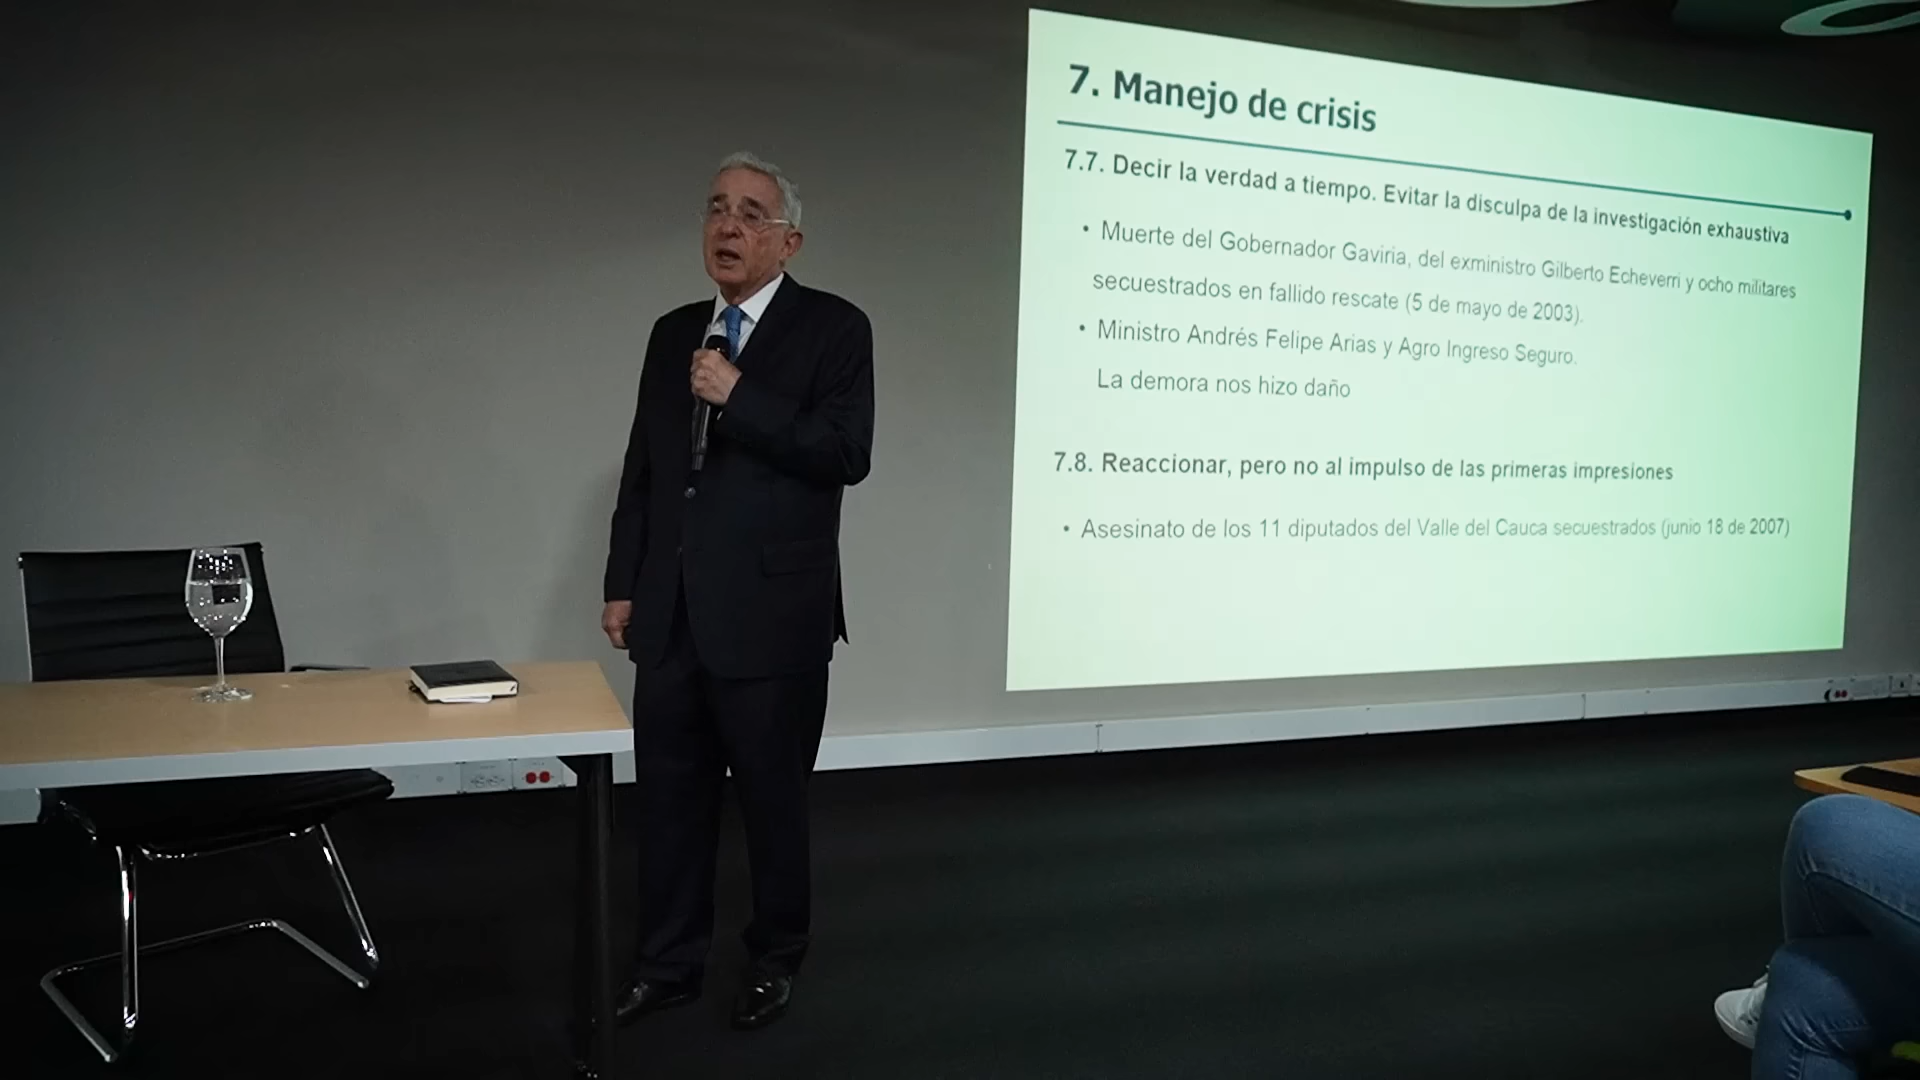 7. Manejo de crisis
7.7. Decir la verdad a tiempo. Evitar la disculpa de la investigación exhaustiva
• Muerte del Gobernador Gaviria, del exministro Gilberto Echeverri y ocho militares
secuestrados en fallido rescate (5 de mayo de 2003).
• Ministro Andrés Felipe Arias y Agro Ingreso Seguro.
La demora nos hizo daño
7.8. Reaccionar, pero no al impulso de las primeras impresiones
• Asesinato de los 11 diputados del Valle del Cauca secuestrados (junio 18 de 2007)